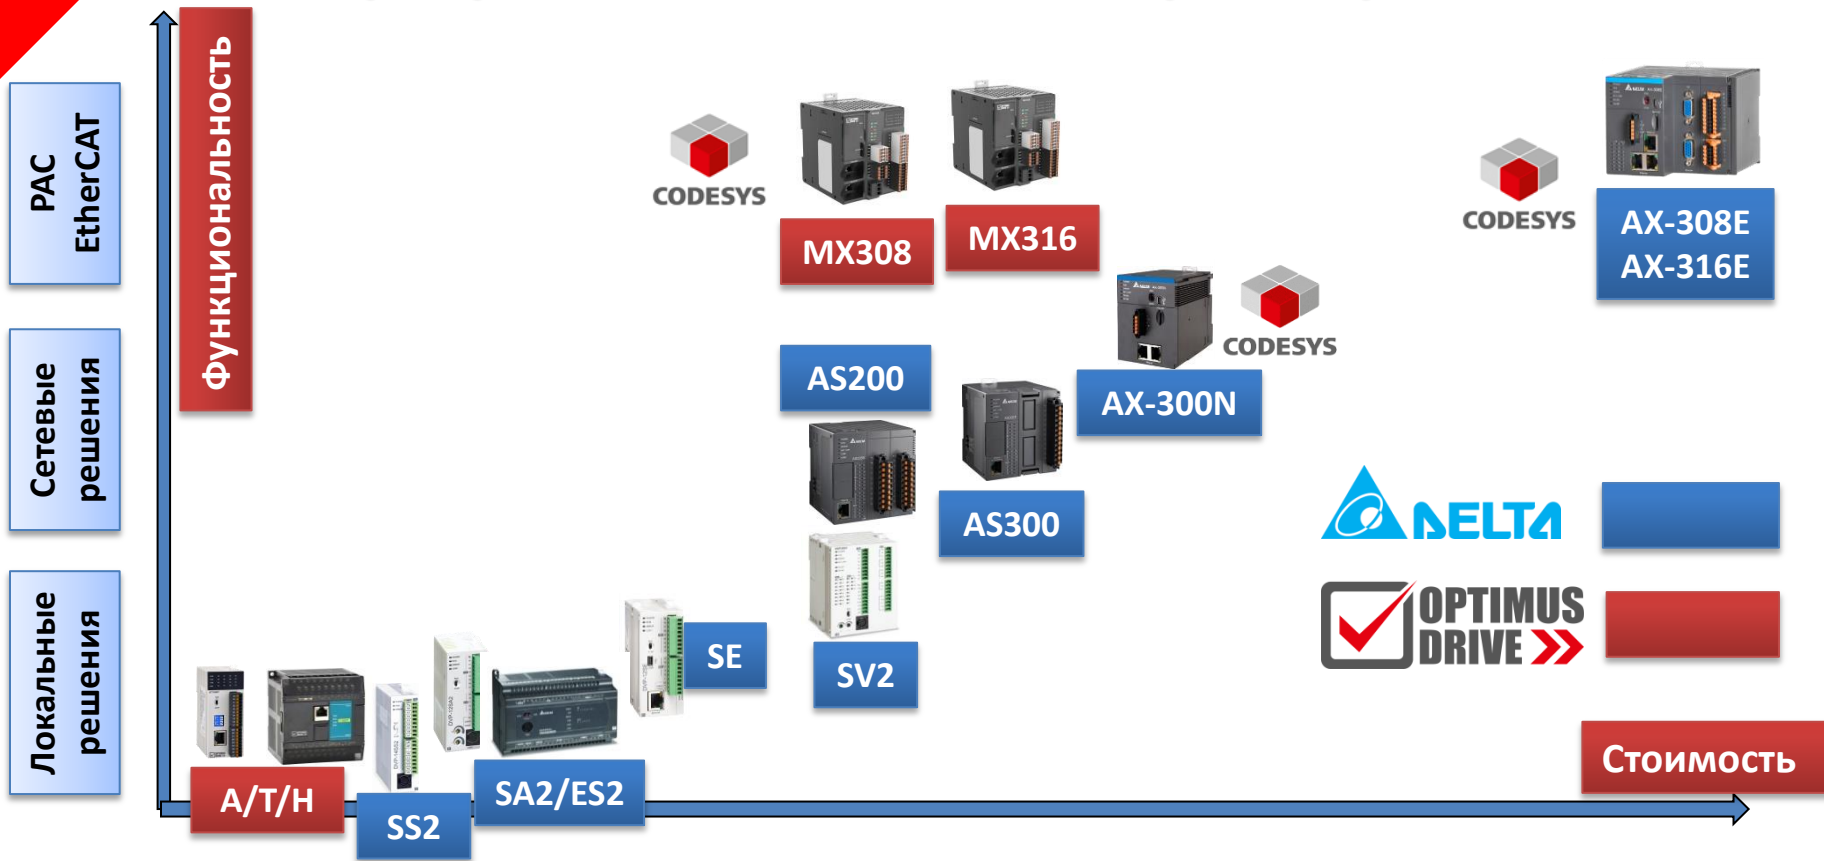 Функциональность
PAC
EtherCAT
CODESYS
MX308
MX316
CODESYS
AX-308E
AX-316E
CODESYS
Сетевые
решения
AS200
AX-300N
AS300
DELTA
OPTIMUS
DRIVE
Локальные
решения
SE
SV2
A/T/H
SS2
SA2/ES2
Стоимость